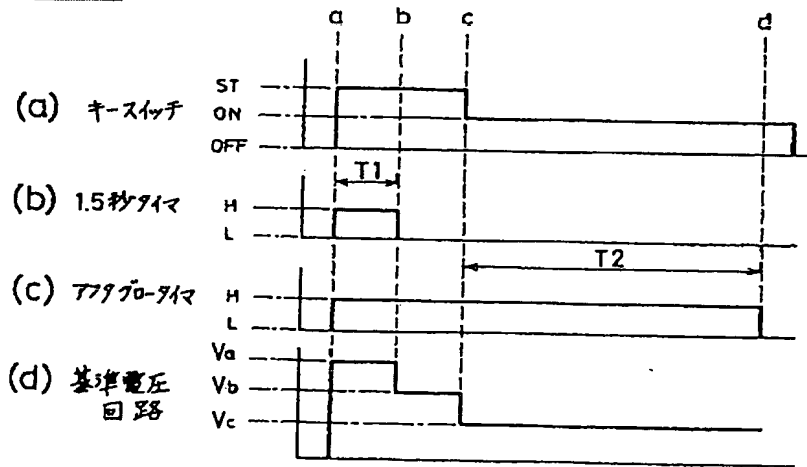 a b c d
(a) キースイッチ ST
ON
OFF
T1
(b) 1.5秒タイマ H
L
T2
(c) アフタグロータイマ H
L
(d) 基準電圧
回路
Va
Vb
Vc